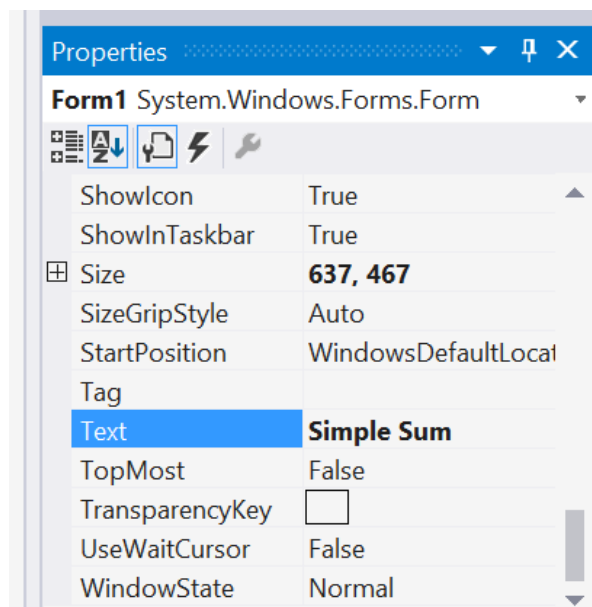 Properties
Form1 System.Windows.Forms.Form
ShowIcon True
ShowInTaskbar True
Size 637, 467
SizeGripStyle Auto
StartPosition WindowsDefaultLocat
Tag
Text Simple Sum
TopMost False
TransparencyKey
UseWaitCursor False
WindowState Normal